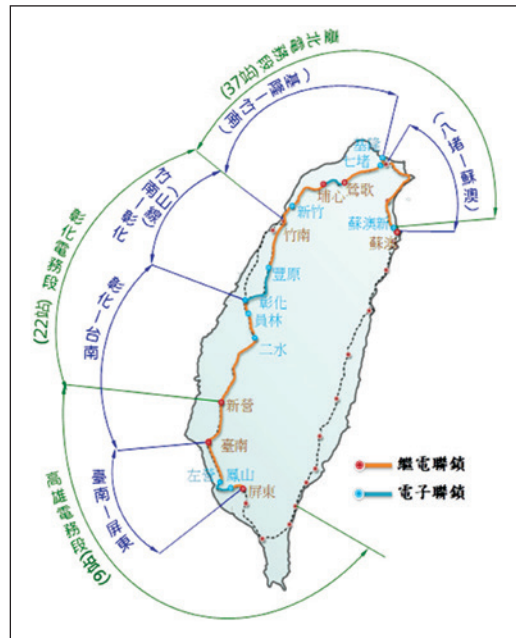 臺北電務段
(37站)
(基隆－竹南)
(八堵－蘇澳)
竹(山線)
南－彰化
彰化電務段
(22站)
彰化－台南
臺南－屏東
高雄電務段
(9站)
基隆
七堵
鶯歌
埔心
新竹
竹南
蘇澳新
蘇澳
豐原
彰化
員林
二水
新營
臺南
左營
鳳山
屏東
繼電聯鎖
電子聯鎖